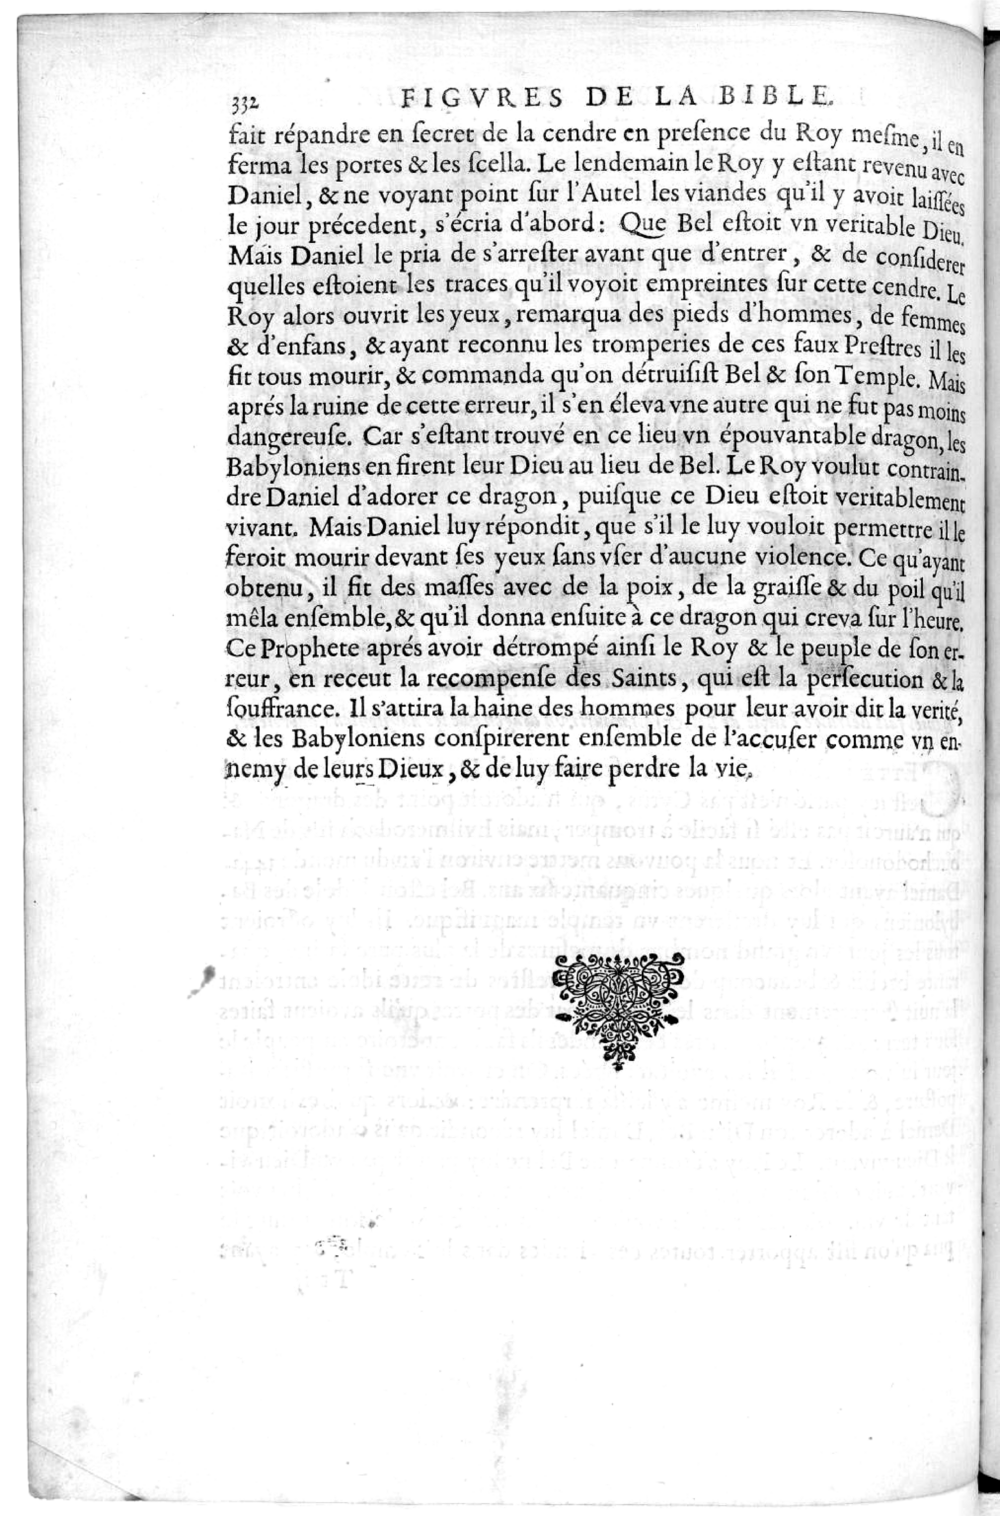 332 FIGVRES DE LA BIBLE.
fait répandre en ſecret de la cendre en preſence du Roy meſme, il en
ferma les portes & les ſcella. Le lendemain le Roy y eſtant revenu avec
Daniel, & ne voyant point ſur l'Autel les viandes qu'il y avoit laiſſées
le jour précedent, s'écria d'abord: Que Bel eſtoit vn veritable Dieu.
Mais Daniel le pria de s'arreſter avant que d'entrer, & de conſiderer
quelles eſtoient les traces qu'il voyoit empreintes ſur cette cendre. Le
Roy alors ouvrit les yeux, remarqua des pieds d'hommes, de femmes
& d'enfans, & ayant reconnu les tromperies de ces faux Preſtres il les
fit tous mourir, & commanda qu'on détruiſiſt Bel & ſon Temple. Mais
aprés la ruine de cette erreur, il s'en éleva vne autre qui ne fut pas moins
dangereuſe. Car s'eſtant trouvé en ce lieu vn épouvantable dragon, les
Babyloniens en firent leur Dieu au lieu de Bel. Le Roy voulut contrain-
dre Daniel d'adorer ce dragon, puiſque ce Dieu eſtoit veritablement
vivant. Mais Daniel luy répondit, que s'il le luy vouloit permettre il le
feroit mourir devant ſes yeux ſans vſer d'aucune violence. Ce qu'ayant
obtenu, il fit des maſſes avec de la poix, de la graiſſe & du poil qu'il
mêla enſemble, & qu'il donna enſuite à ce dragon qui creva ſur l'heure.
Ce Prophete aprés avoir détrompé ainſi le Roy & le peuple de ſon er-
reur, en receut la recompenſe des Saints, qui eſt la perſecution & la
ſouffrance. Il s'attira la haine des hommes pour leur avoir dit la verité,
& les Babyloniens conſpirerent enſemble de l'accuſer comme vn en-
nemy de leurs Dieux, & de luy faire perdre la vie.